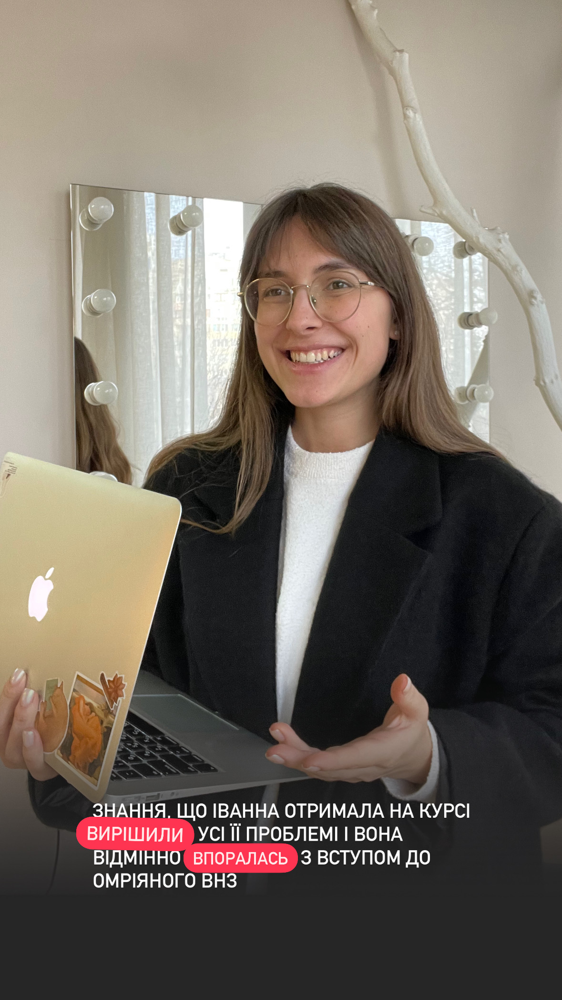 ЗНАННЯ, ЩО ІВАННА ОТРИМАЛА НА КУРСІ
ВИРІШИЛИ УСІ ЇЇ ПРОБЛЕМІ І ВОНА
ВІДМІННО ВПОРАЛАСЬ З ВСТУПОМ ДО
ОМРІЯНОГО ВНЗ